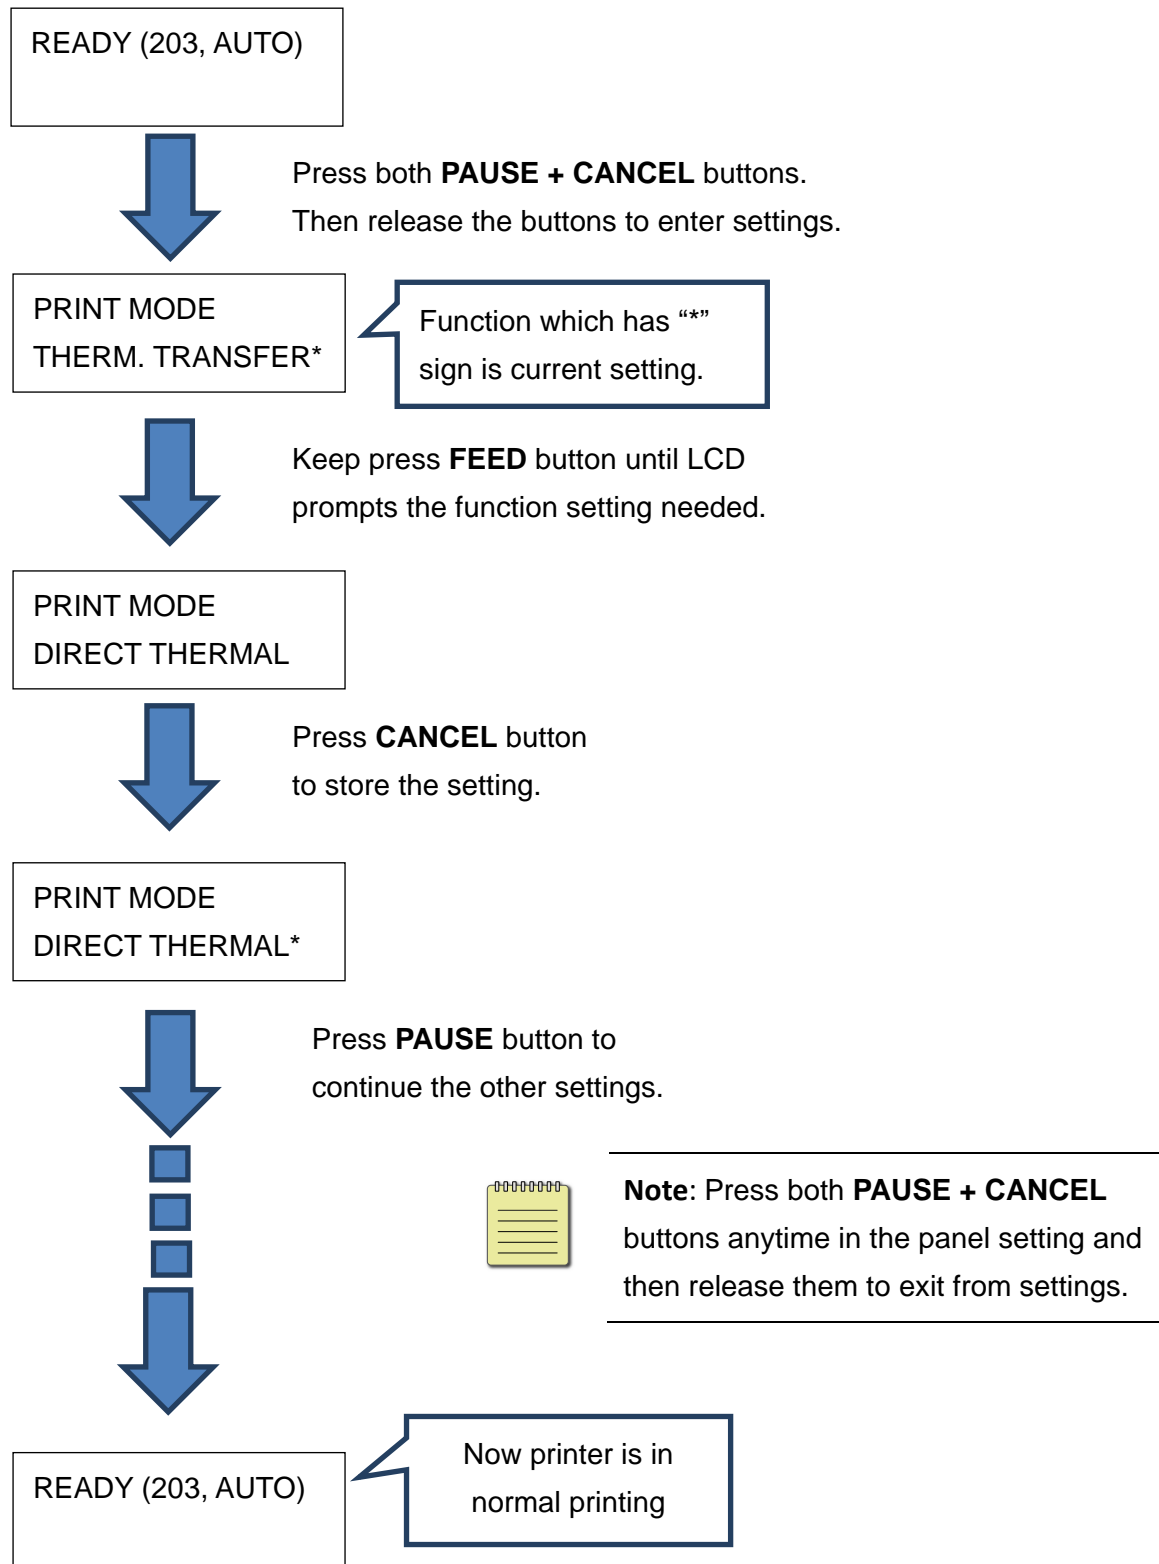 READY (203, AUTO)
Press both PAUSE + CANCEL buttons.
Then release the buttons to enter settings.
PRINT MODE
THERM. TRANSFER*
Function which has “*”
sign is current setting.
Keep press FEED button until LCD
prompts the function setting needed.
PRINT MODE
DIRECT THERMAL
Press CANCEL button
to store the setting.
PRINT MODE
DIRECT THERMAL*
Press PAUSE button to
continue the other settings.
Note: Press both PAUSE + CANCEL
buttons anytime in the panel setting and
then release them to exit from settings.
Now printer is in
normal printing
READY (203, AUTO)